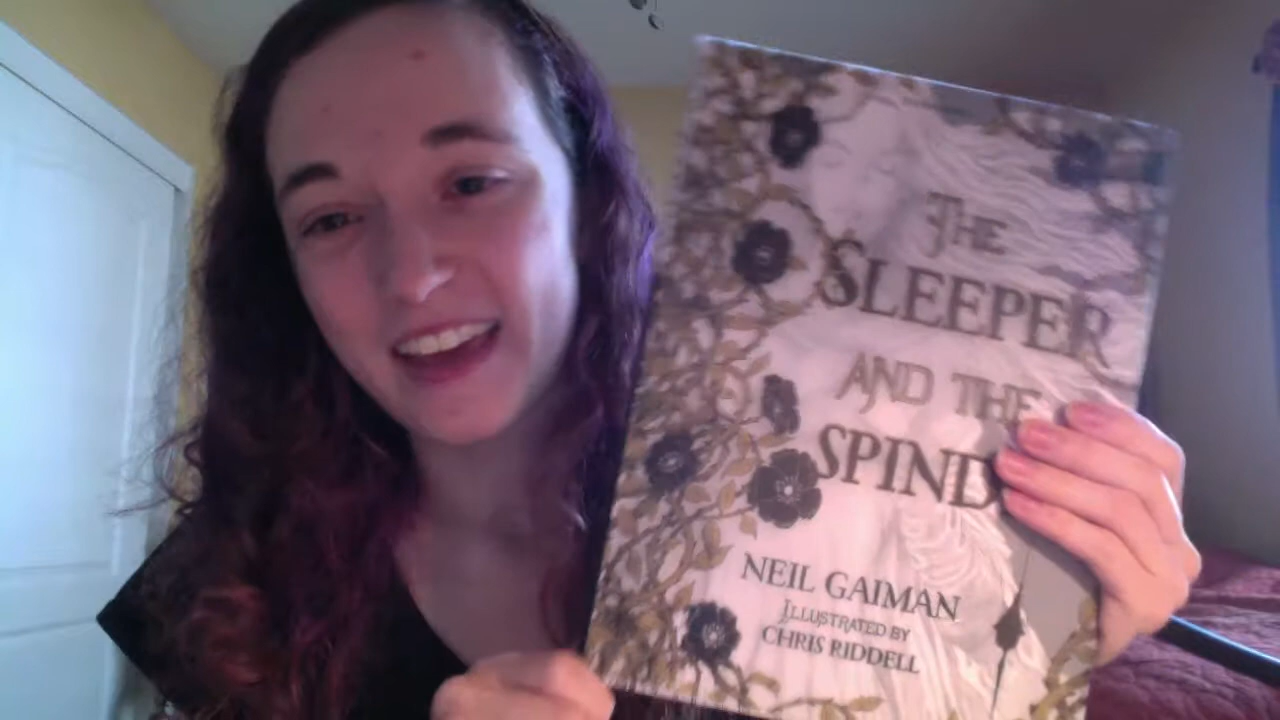 THE
SLEEPER
AND THE
SPIND
NEIL GAIMAN
ILLUSTRATED BY
CHRIS RIDDELL